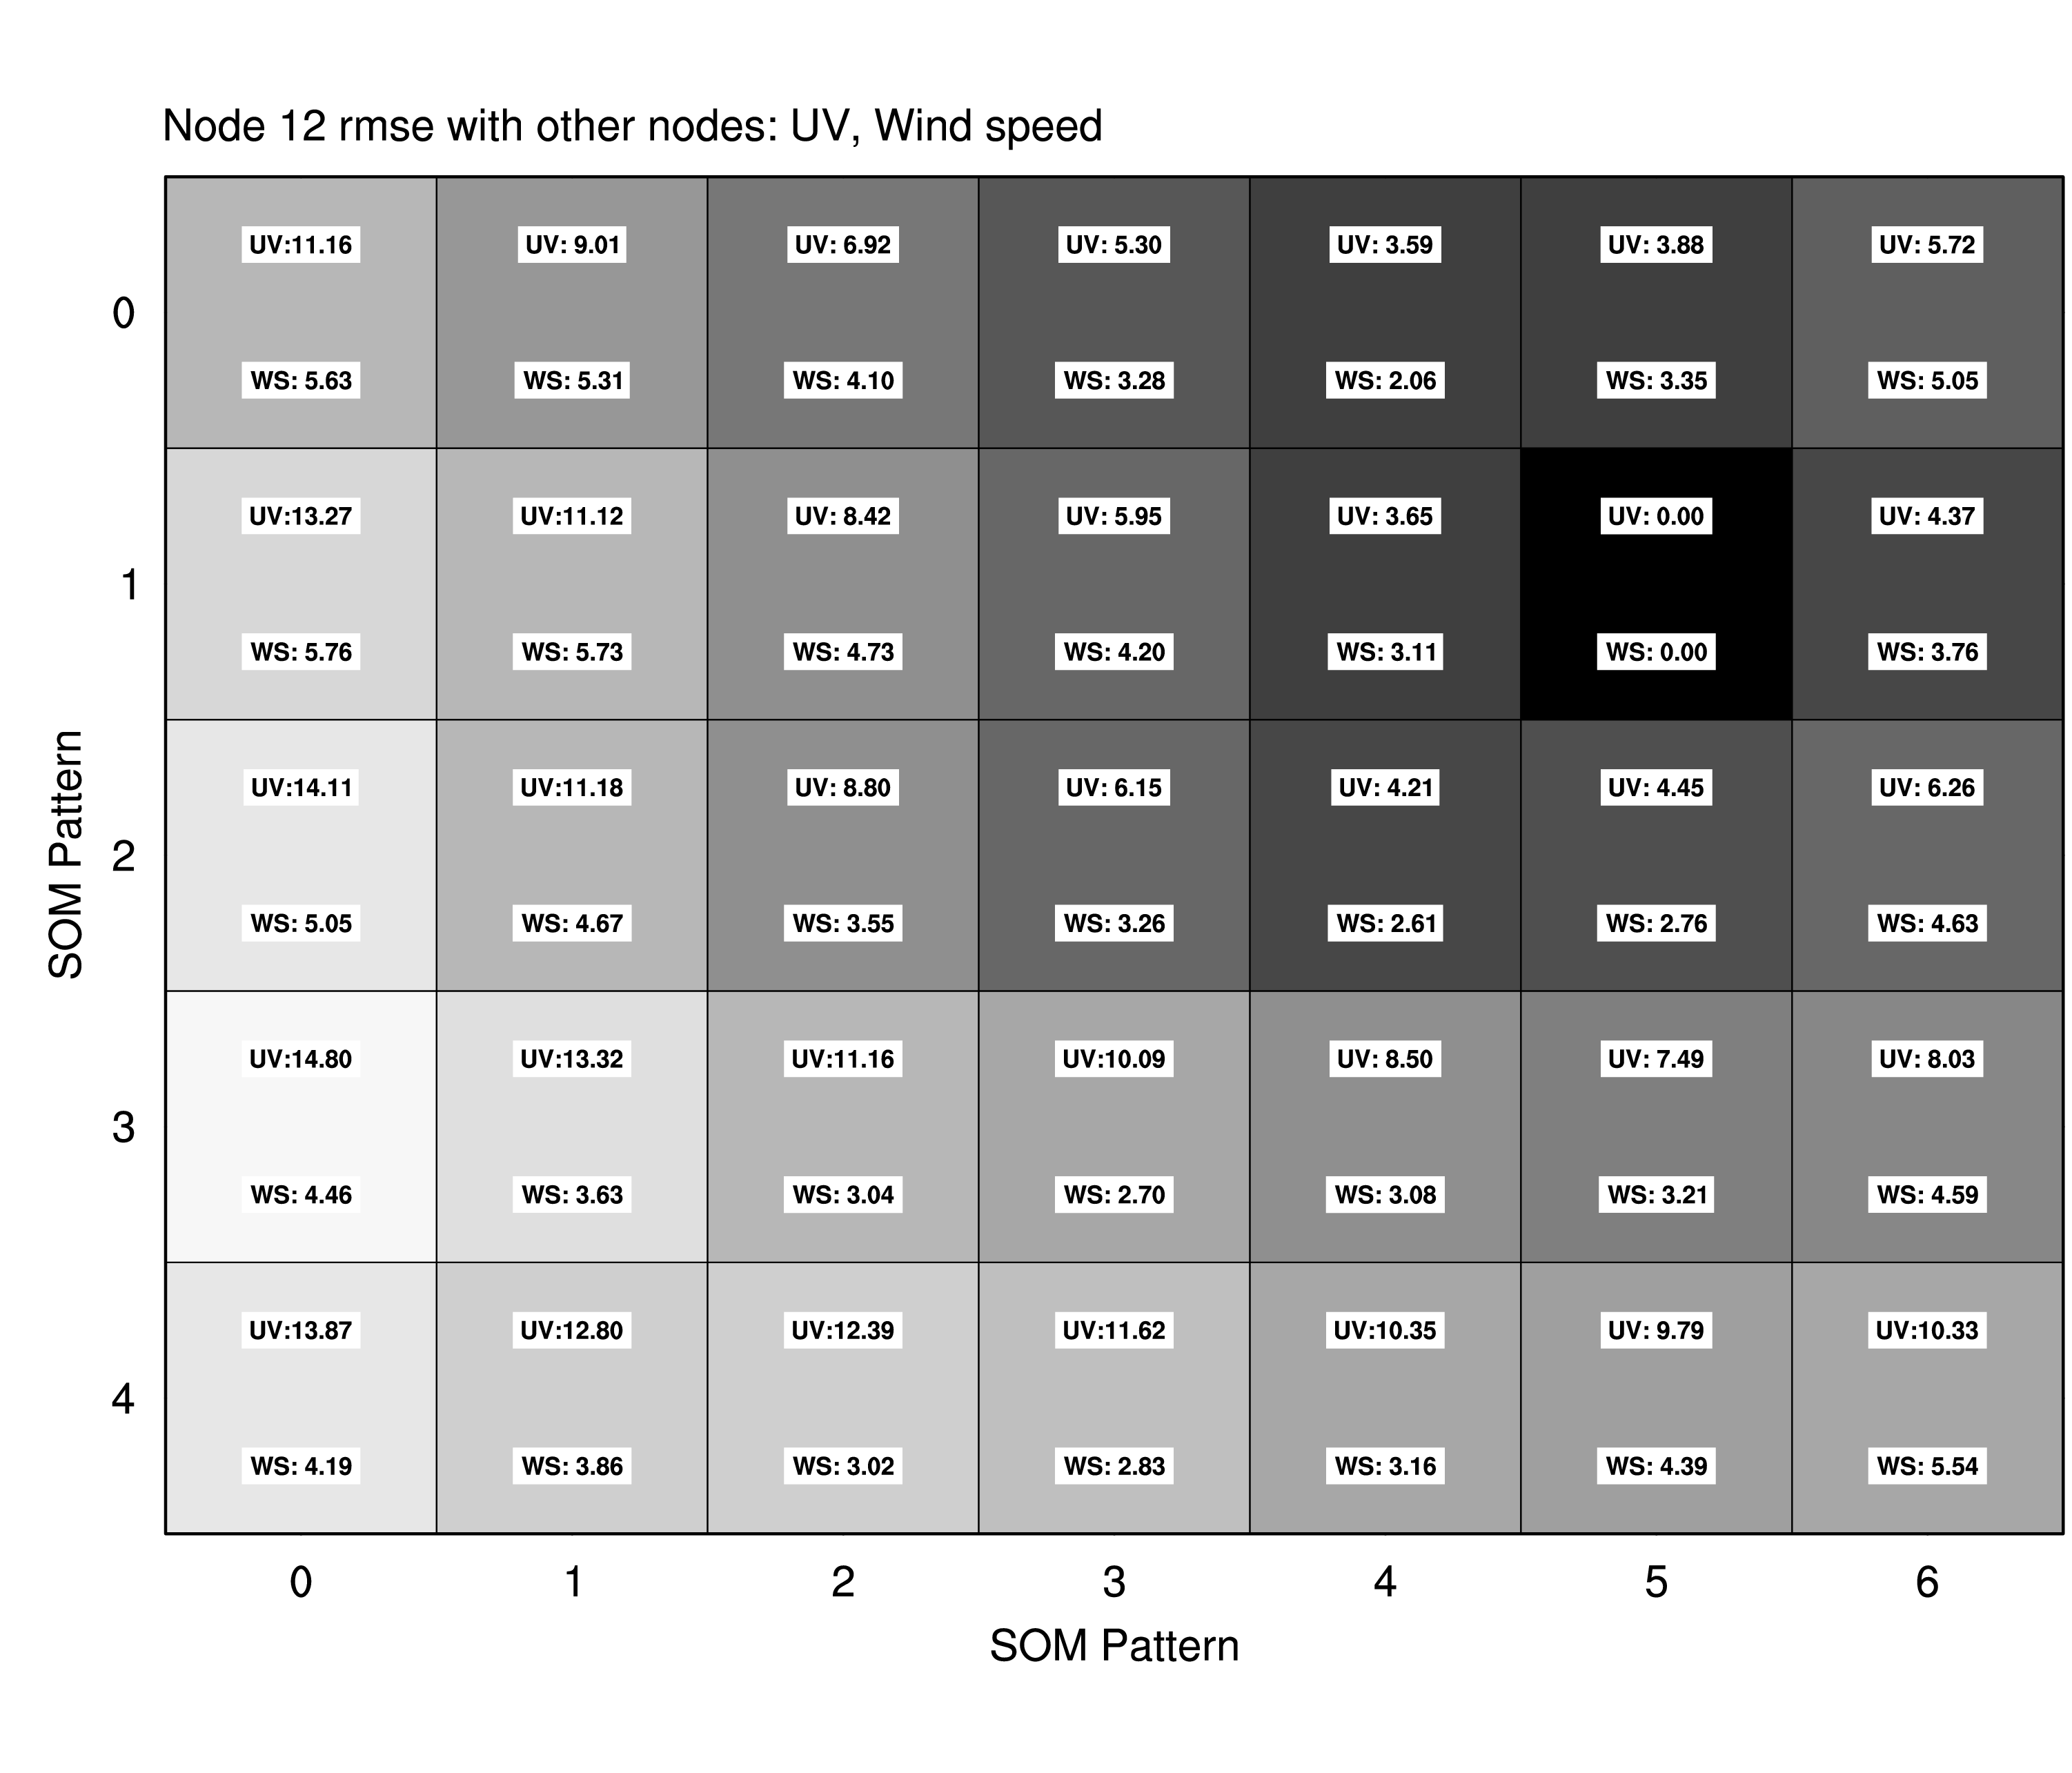 Node 12 rmse with other nodes: UV, Wind speed
UV:11.16 UV: 9.01 UV: 6.92 UV: 5.30 UV: 3.59 UV: 3.88 UV: 5.72
0
WS: 5.63 WS: 5.31 WS: 4.10 WS: 3.28 WS: 2.06 WS: 3.35 WS: 5.05
UV:13.27 UV:11.12 UV: 8.42 UV: 5.95 UV: 3.65 UV: 0.00 UV: 4.37
1
WS: 5.76 WS: 5.73 WS: 4.73 WS: 4.20 WS: 3.11 WS: 0.00 WS: 3.76
UV:14.11 UV:11.18 UV: 8.80 UV: 6.15 UV: 4.21 UV: 4.45 UV: 6.26
SOM Pattern
2
WS: 5.05 WS: 4.67 WS: 3.55 WS: 3.26 WS: 2.61 WS: 2.76 WS: 4.63
UV:14.80 UV:13.32 UV:11.16 UV:10.09 UV: 8.50 UV: 7.49 UV: 8.03
3
WS: 4.46 WS: 3.63 WS: 3.04 WS: 2.70 WS: 3.08 WS: 3.21 WS: 4.59
UV:13.87 UV:12.80 UV:12.39 UV:11.62 UV:10.35 UV: 9.79 UV:10.33
4
WS: 4.19 WS: 3.86 WS: 3.02 WS: 2.83 WS: 3.16 WS: 4.39 WS: 5.54
0 1 2 3 4 5 6
SOM Pattern